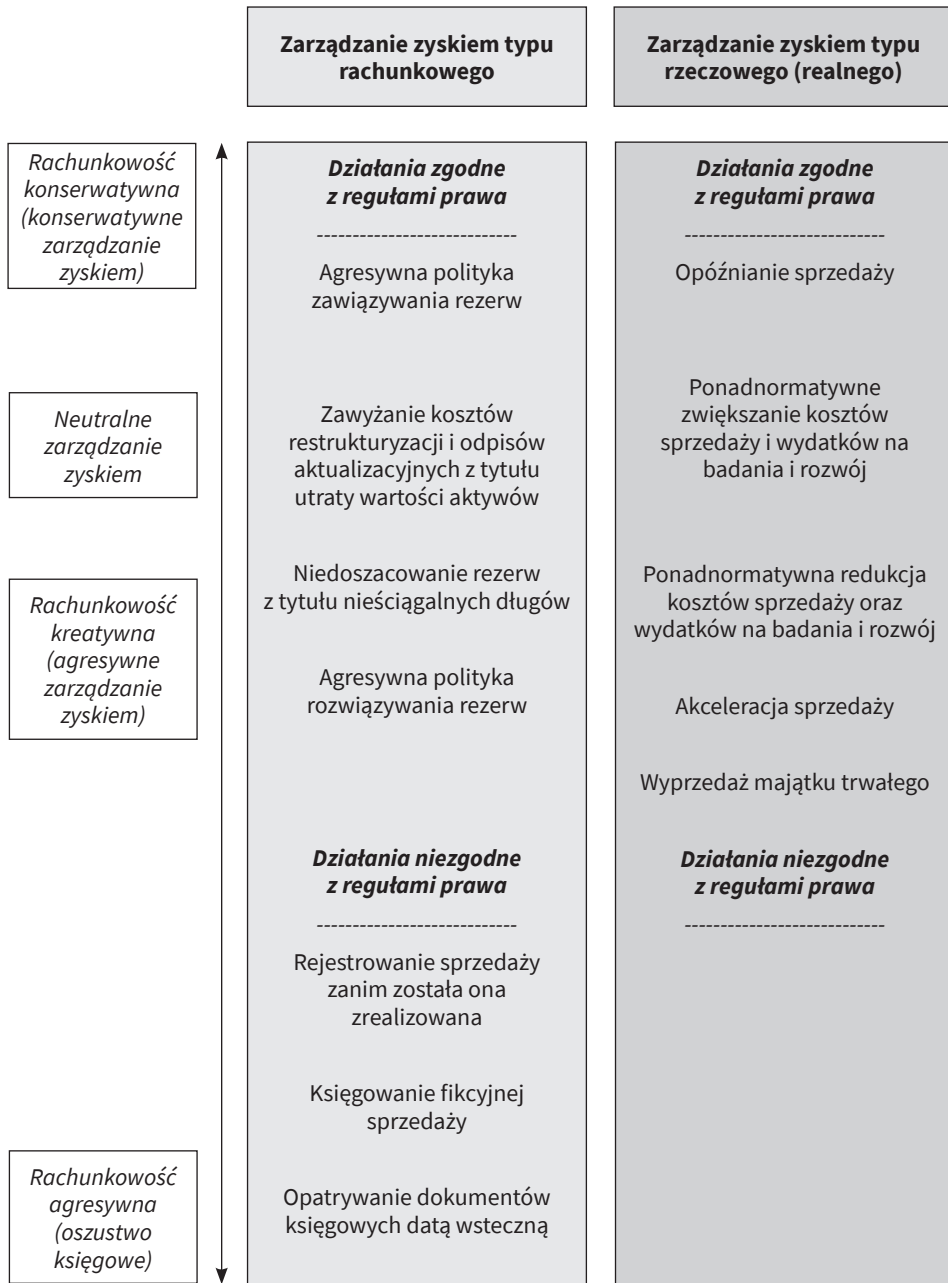 Zarządzanie zyskiem typu
rachunkowego
Zarządzanie zyskiem typu
rzeczowego (realnego)
Rachunkowość
konserwatywna
(konserwatywne
zarządzanie
zyskiem)
Neutralne
zarządzanie
zyskiem
Rachunkowość
kreatywna
(agresywne
zarządzanie
zyskiem)
Rachunkowość
agresywna
(oszustwo
księgowe)
Działania zgodne
z regułami prawa
----------------------------
Agresywna polityka
zawiązywania rezerw
Zawyżanie kosztów
restrukturyzacji i odpisów
aktualizacyjnych z tytułu
utraty wartości aktywów
Niedoszacowanie rezerw
z tytułu nieściągalnych długów
Agresywna polityka
rozwiązywania rezerw
Działania niezgodne
z regułami prawa
----------------------------
Rejestrowanie sprzedaży
zanim została ona
zrealizowana
Księgowanie fikcyjnej
sprzedaży
Opatrywanie dokumentów
księgowych datą wsteczną
Działania zgodne
z regułami prawa
----------------------------
Opóźnianie sprzedaży
Ponadnormatywne
zwiększanie kosztów
sprzedaży i wydatków na
badania i rozwój
Ponadnormatywna redukcja
kosztów sprzedaży oraz
wydatków na badania i rozwój
Akceleracja sprzedaży
Wyprzedaż majątku trwałego
Działania niezgodne
z regułami prawa
----------------------------